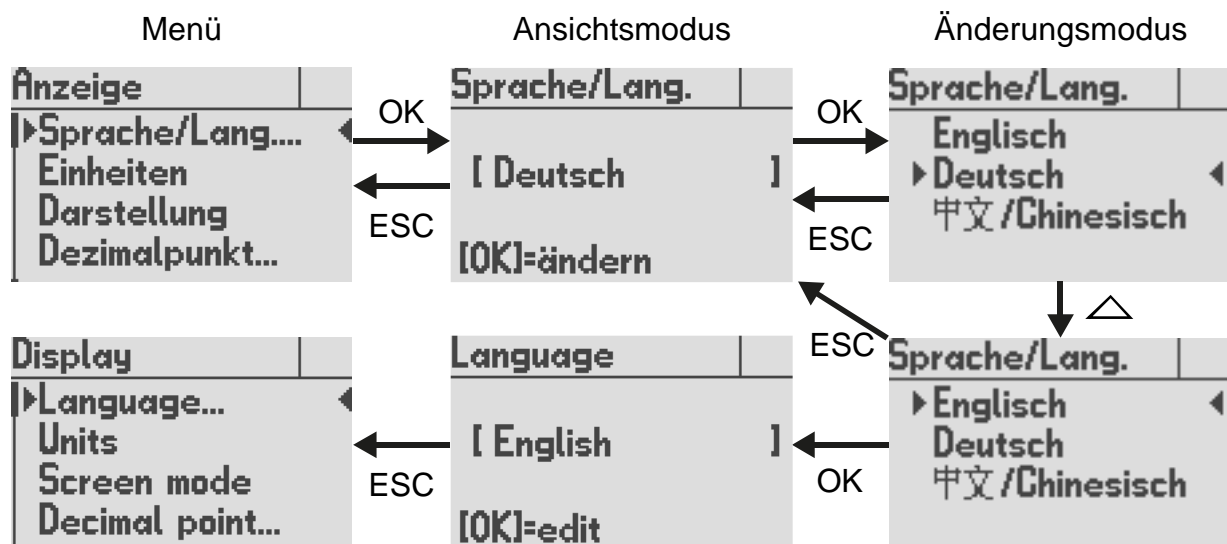 Menü
Ansichtsmodus
Änderungsmodus
Anzeige
Sprache/Lang....
Einheiten
Darstellung
Dezimalpunkt...
OK
ESC
Sprache/Lang.
[ Deutsch ]
[OK]=ändern
OK
ESC
Sprache/Lang.
Englisch
Deutsch
中文/Chinesisch
Display
Language...
Units
Screen mode
Decimal point...
ESC
Language
[ English ]
[OK]=edit
ESC
OK
Sprache/Lang.
Englisch
Deutsch
中文/Chinesisch